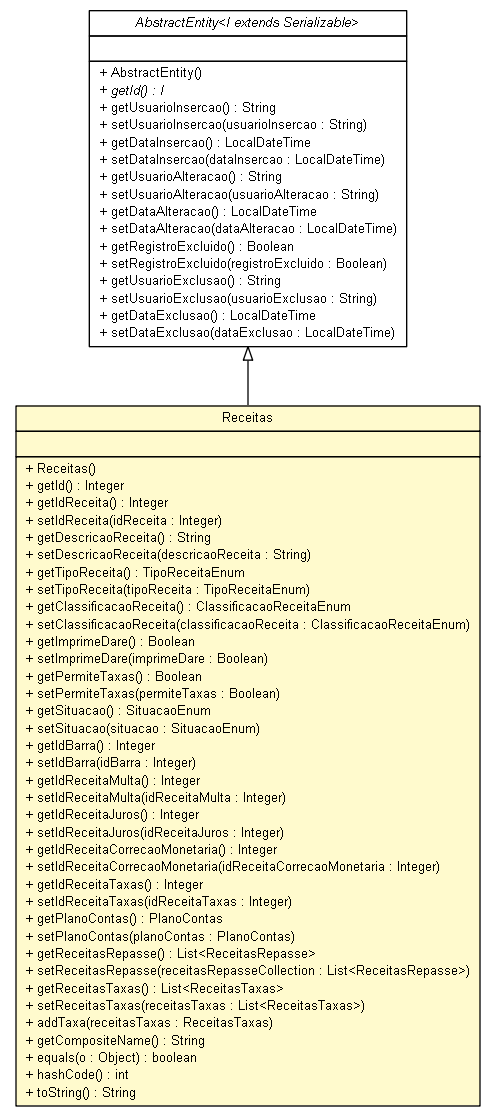 AbstractEntity<I extends Serializable>
+ AbstractEntity()
+ getId() : I
+ getUsuarioInsercao() : String
+ setUsuarioInsercao(usuarioInsercao : String)
+ getDataInsercao() : LocalDateTime
+ setDataInsercao(dataInsercao : LocalDateTime)
+ getUsuarioAlteracao() : String
+ setUsuarioAlteracao(usuarioAlteracao : String)
+ getDataAlteracao() : LocalDateTime
+ setDataAlteracao(dataAlteracao : LocalDateTime)
+ getRegistroExcluido() : Boolean
+ setRegistroExcluido(registroExcluido : Boolean)
+ getUsuarioExclusao() : String
+ setUsuarioExclusao(usuarioExclusao : String)
+ getDataExclusao() : LocalDateTime
+ setDataExclusao(dataExclusao : LocalDateTime)
Receitas
+ Receitas()
+ getId() : Integer
+ getIdReceita() : Integer
+ setIdReceita(idReceita : Integer)
+ getDescricaoReceita() : String
+ setDescricaoReceita(descricaoReceita : String)
+ getTipoReceita() : TipoReceitaEnum
+ setTipoReceita(tipoReceita : TipoReceitaEnum)
+ getClassificacaoReceita() : ClassificacaoReceitaEnum
+ setClassificacaoReceita(classificacaoReceita : ClassificacaoReceitaEnum)
+ getImprimeDare() : Boolean
+ setImprimeDare(imprimeDare : Boolean)
+ getPermiteTaxas() : Boolean
+ setPermiteTaxas(permiteTaxas : Boolean)
+ getSituacao() : SituacaoEnum
+ setSituacao(situacao : SituacaoEnum)
+ getIdBarra() : Integer
+ setIdBarra(idBarra : Integer)
+ getIdReceitaMulta() : Integer
+ setIdReceitaMulta(idReceitaMulta : Integer)
+ getIdReceitaJuros() : Integer
+ setIdReceitaJuros(idReceitaJuros : Integer)
+ getIdReceitaCorrecaoMonetaria() : Integer
+ setIdReceitaCorrecaoMonetaria(idReceitaCorrecaoMonetaria : Integer)
+ getIdReceitaTaxas() : Integer
+ setIdReceitaTaxas(idReceitaTaxas : Integer)
+ getPlanoContas() : PlanoContas
+ setPlanoContas(planoContas : PlanoContas)
+ getReceitasRepasse() : List<ReceitasRepasse>
+ setReceitasRepasse(receitasRepasseCollection : List<ReceitasRepasse>)
+ getReceitasTaxas() : List<ReceitasTaxas>
+ setReceitasTaxas(receitasTaxas : List<ReceitasTaxas>)
+ addTaxa(receitasTaxas : ReceitasTaxas)
+ getCompositeName() : String
+ equals(o : Object) : boolean
+ hashCode() : int
+ toString() : String